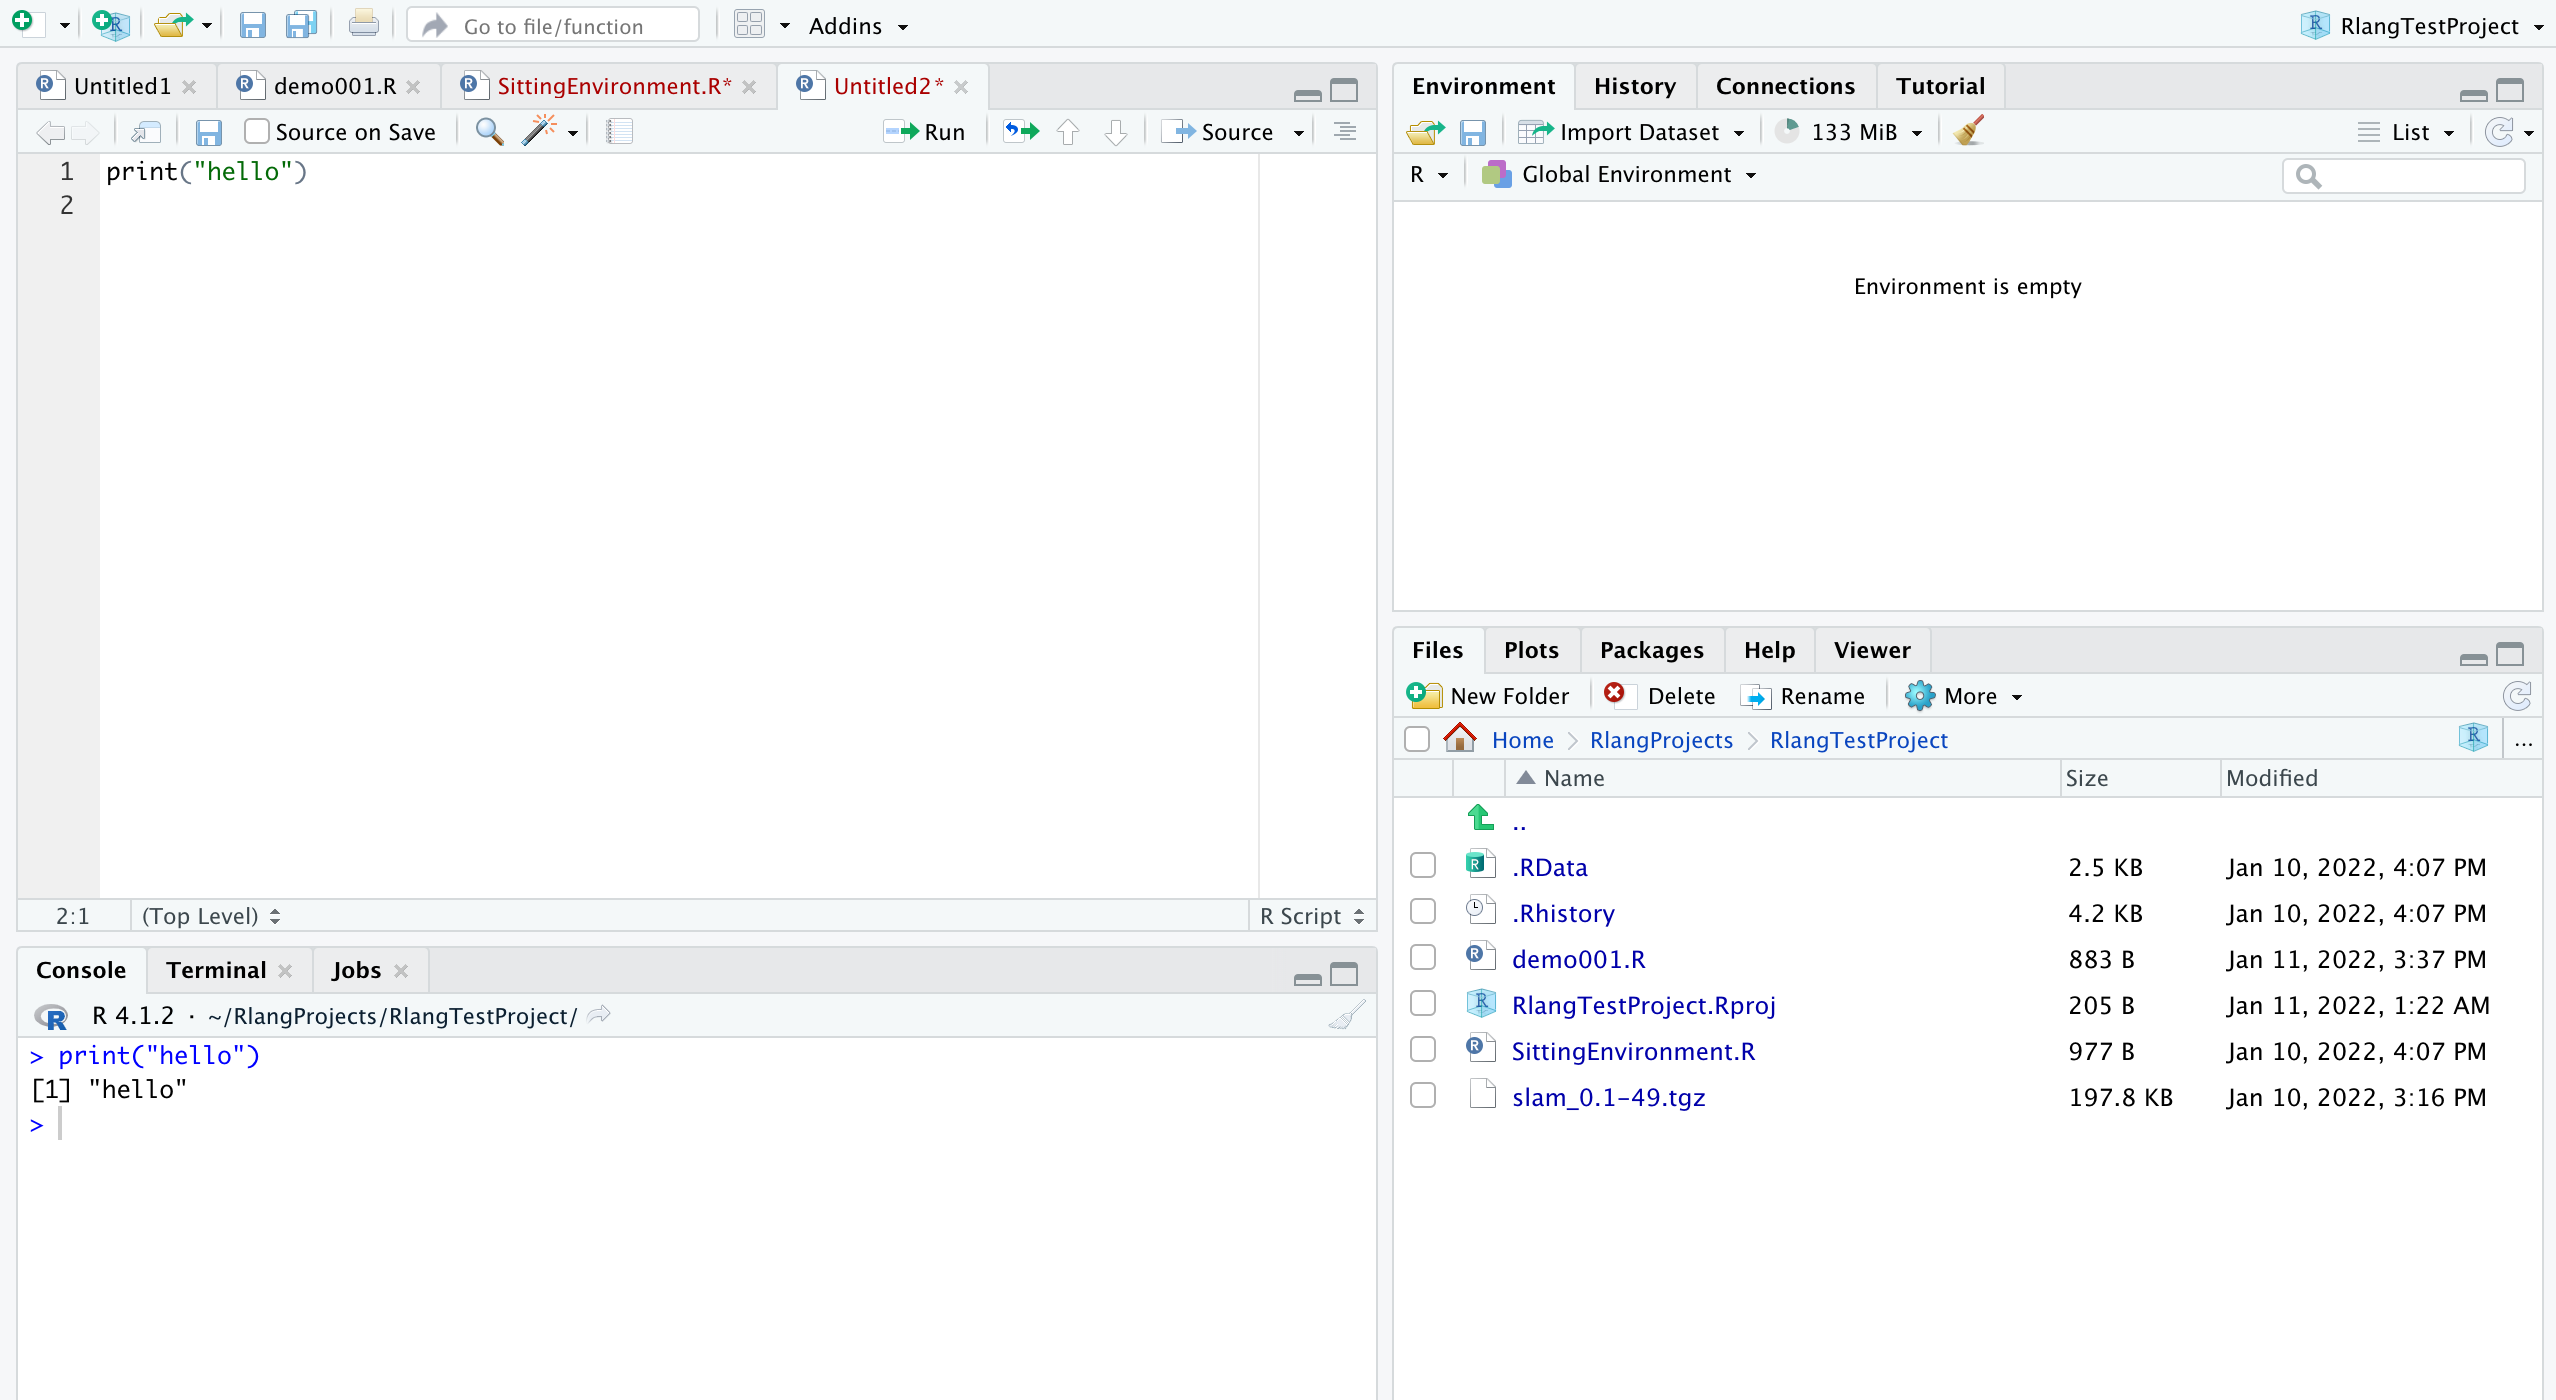 Go to file/function Addins RlangTestProject
Untitled1 demo001.R SittingEnvironment.R* Untitled2*
Source on Save Run Source
1 print("hello")
2
2:1 (Top Level) R Script
Console Terminal Jobs
R 4.1.2 · ~/RlangProjects/RlangTestProject/
> print("hello")
[1] "hello"
>
Environment History Connections Tutorial
Import Dataset 133 MiB List
R Global Environment
Environment is empty
Files Plots Packages Help Viewer
New Folder Delete Rename More
Home RlangProjects RlangTestProject ...
Name Size Modified
..
.RData 2.5 KB Jan 10, 2022, 4:07 PM
.Rhistory 4.2 KB Jan 10, 2022, 4:07 PM
demo001.R 883 B Jan 11, 2022, 3:37 PM
RlangTestProject.Rproj 205 B Jan 11, 2022, 1:22 AM
SittingEnvironment.R 977 B Jan 10, 2022, 4:07 PM
slam_0.1-49.tgz 197.8 KB Jan 10, 2022, 3:16 PM